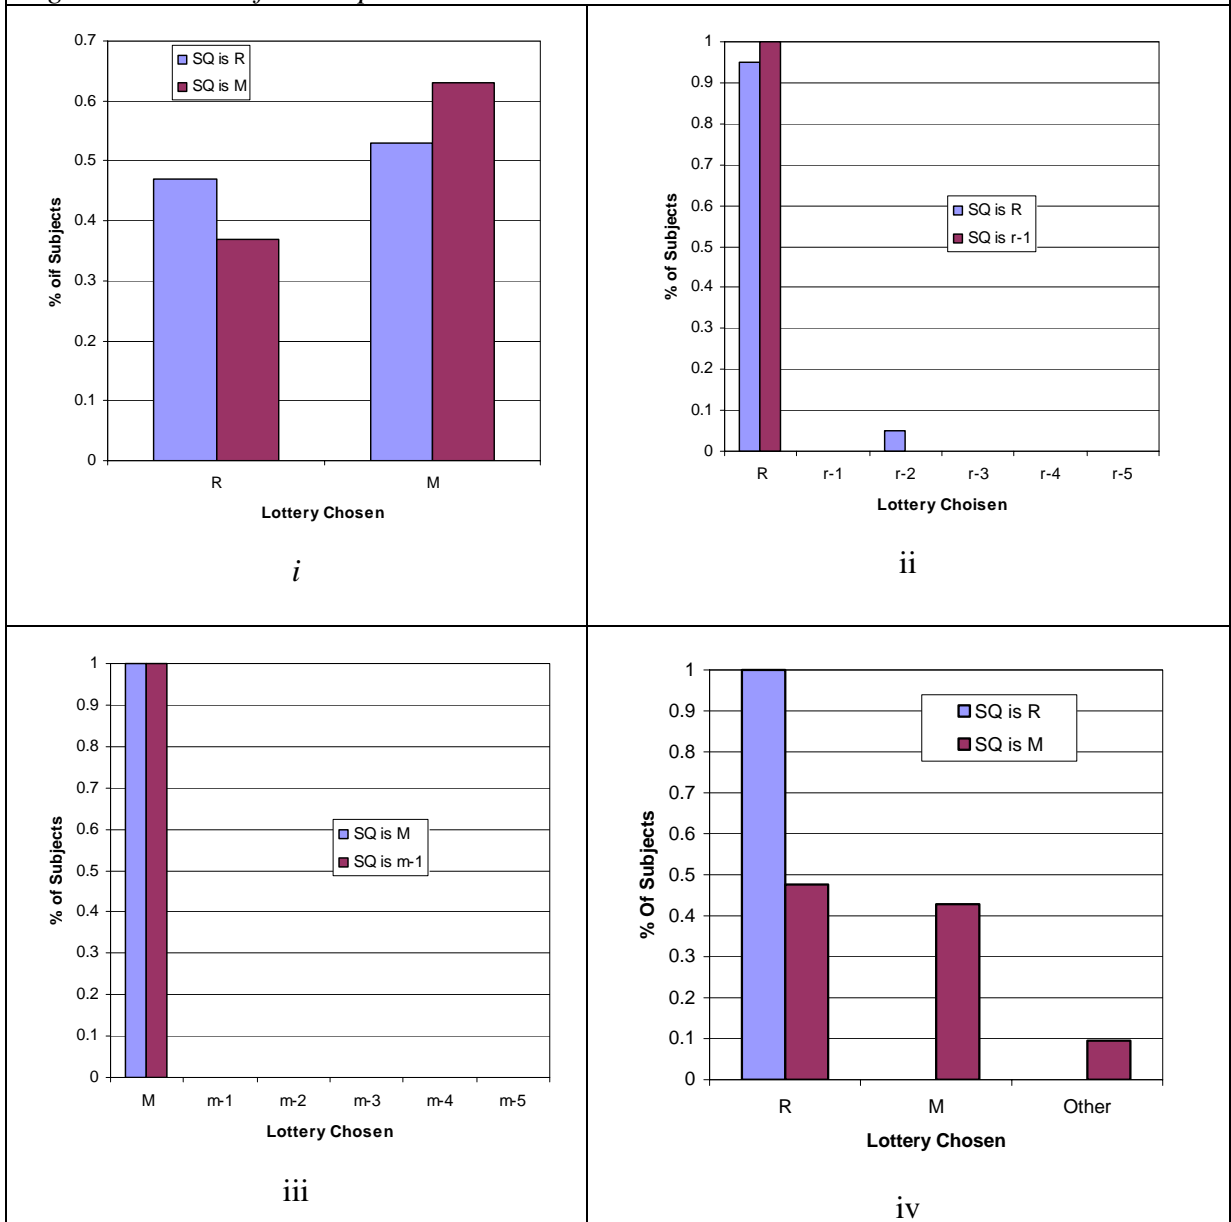 0.7
SQ is R
SQ is M
0.6
0.5
0.4
0.3
0.2
0.1
0
% oif Subjects
R
M
Lottery Chosen
i
1
0.9
0.8
0.7
0.6
0.5
0.4
0.3
0.2
0.1
0
% of Subjects
SQ is R
SQ is r-1
R
r-1
r-2
r-3
r-4
r-5
Lottery Choisen
ii
1
0.9
0.8
0.7
0.6
0.5
0.4
0.3
0.2
0.1
0
% of Subjects
SQ is M
SQ is m-1
M
m-1
m-2
m-3
m-4
m-5
Lottery Chosen
iii
1
0.9
0.8
0.7
0.6
0.5
0.4
0.3
0.2
0.1
0
% Of Subjects
SQ is R
SQ is M
R
M
Other
Lottery Chosen
iv